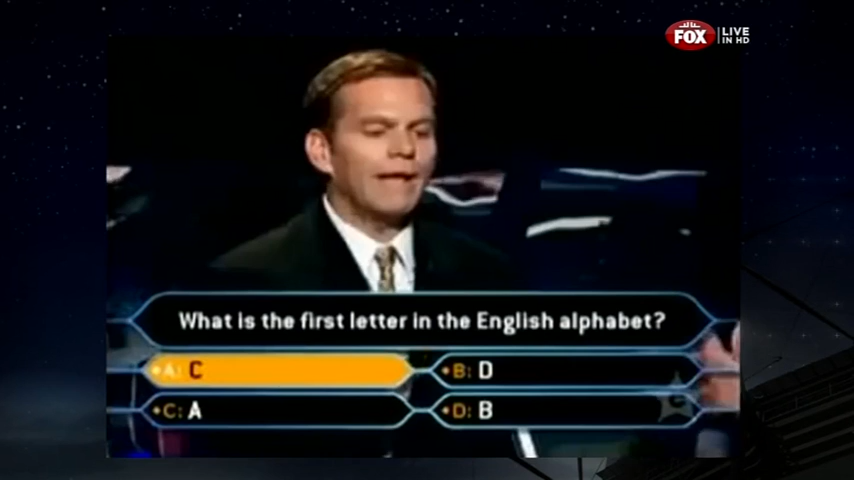 FOX LIVE
IN HD
What is the first letter in the English alphabet?
A: C
B: D
C: A
D: B